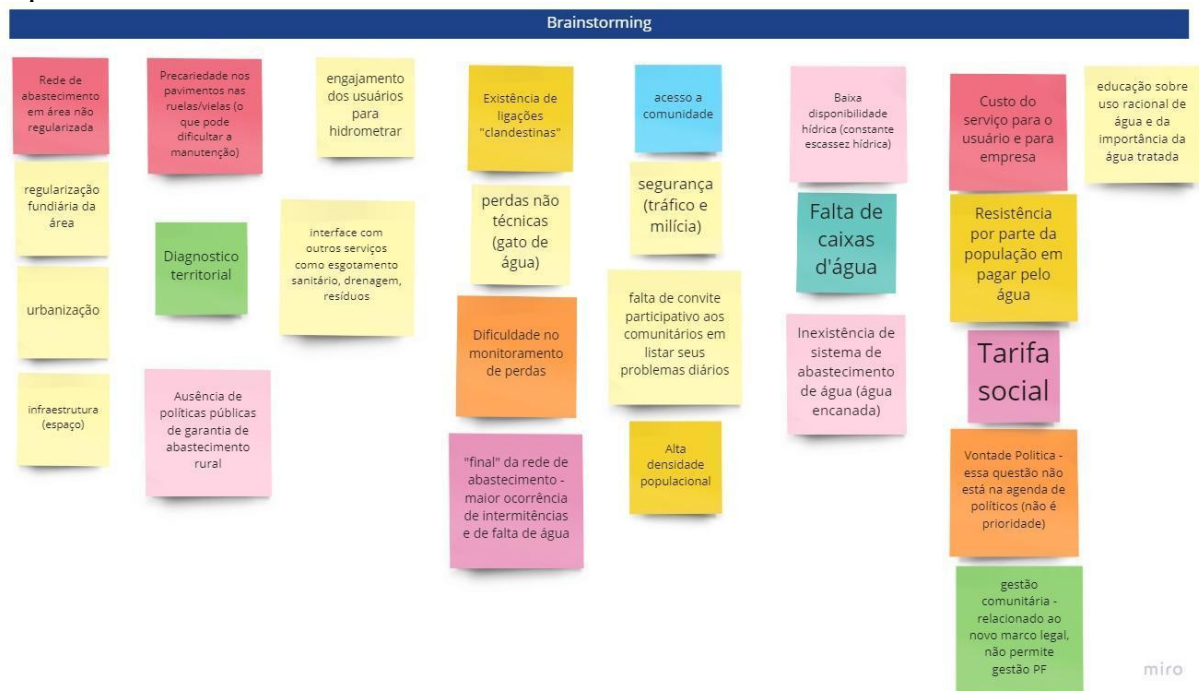 Brainstorming
Rede de
abastecimento
em área não
regularizada
regularização
fundiária da
área
urbanização
infraestrutura
(espaço)
Precariedade nos
pavimentos nas
ruelas/vielas (o
que pode
dificultar a
manutenção)
Diagnostico
territorial
Ausência de
políticas públicas
de garantia de
abastecimento
rural
engajamento
dos usuários
para
hidrometrar
interface com
outros serviços
como esgotamento
sanitário, drenagem,
resíduos
Existência de
ligações
"clandestinas"
perdas não
técnicas
(gato de
água)
Dificuldade no
monitoramento
de perdas
"final" da rede de
abastecimento -
maior ocorrência
de intermitências
e de falta de água
acesso a
comunidade
segurança
(tráfico e
milícia)
falta de convite
participativo aos
comunitários em
listar seus
problemas diários
Alta
densidade
populacional
Baixa
disponibilidade
hídrica (constante
escassez hídrica)
Falta de
caixas
d'água
Inexistência de
sistema de
abastecimento
de água (água
encanada)
Custo do
serviço para o
usuário e para
empresa
Resistência
por parte da
população em
pagar pelo
água
Tarifa
social
Vontade Politica -
essa questão não
está na agenda de
políticos (não é
prioridade)
gestão
comunitária -
relacionado ao
novo marco legal,
não permite
gestão PF
educação sobre
uso racional de
água e da
importância da
água tratada
miro